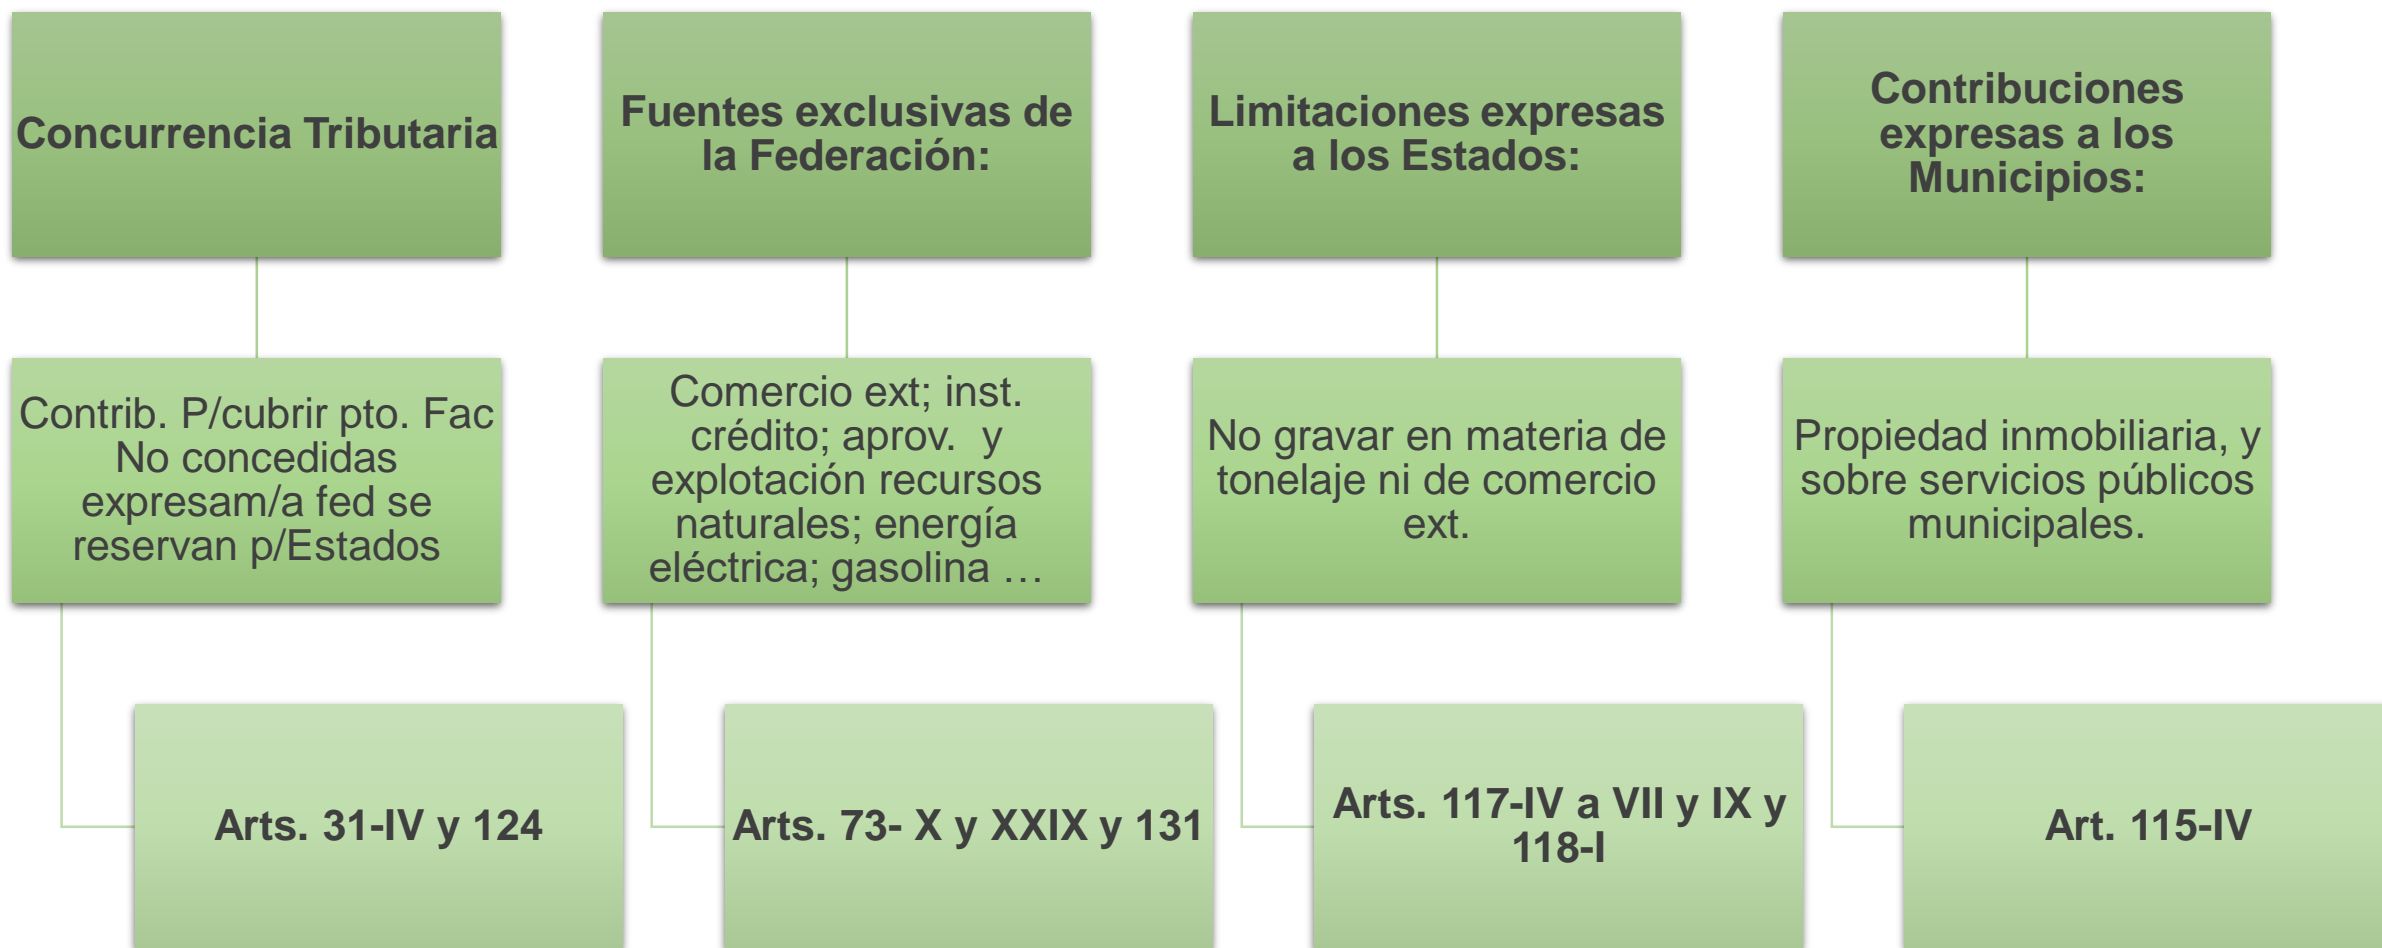 Concurrencia Tributaria
Contrib. P/cubrir pto. Fac
No concedidas
expresam/a fed se
reservan p/Estados
Arts. 31-IV y 124
Fuentes exclusivas de
la Federación:
Comercio ext; inst.
crédito; aprov. y
explotación recursos
naturales; energía
eléctrica; gasolina …
Arts. 73- X y XXIX y 131
Limitaciones expresas
a los Estados:
No gravar en materia de
tonelaje ni de comercio
ext.
Arts. 117-IV a VII y IX y
118-I
Contribuciones
expresas a los
Municipios:
Propiedad inmobiliaria, y
sobre servicios públicos
municipales.
Art. 115-IV